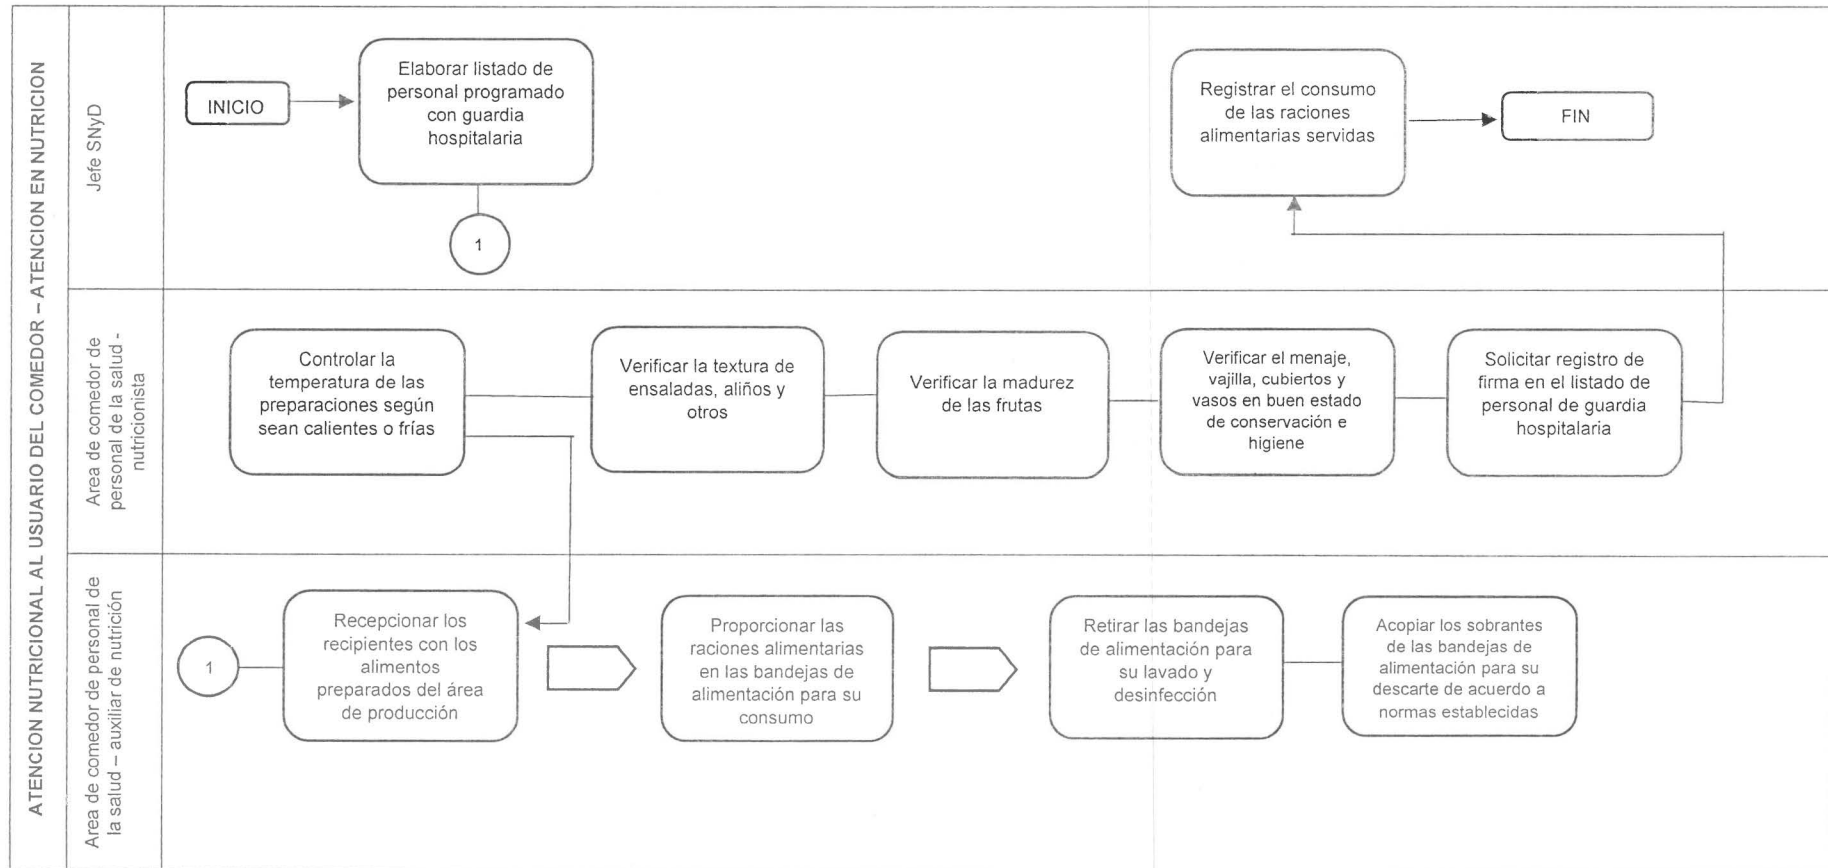 ATENCION NUTRICIONAL AL USUARIO DEL COMEDOR – ATENCION EN NUTRICION
Jefe SNyD
INICIO
Elaborar listado de
personal programado
con guardia
hospitalaria
1
Registrar el consumo
de las raciones
alimentarias servidas
FIN
Area de comedor de
personal de la salud -
nutricionista
Controlar la
temperatura de las
preparaciones según
sean calientes o frías
Verificar la textura de
ensaladas, aliños y
otros
Verificar la madurez
de las frutas
Verificar el menaje,
vajilla, cubiertos y
vasos en buen estado
de conservación e
higiene
Solicitar registro de
firma en el listado de
personal de guardia
hospitalaria
Area de comedor de personal de
la salud – auxiliar de nutrición
1
Recepcionar los
recipientes con los
alimentos
preparados del área
de producción
Proporcionar las
raciones alimentarias
en las bandejas de
alimentación para su
consumo
Retirar las bandejas
de alimentación para
su lavado y
desinfección
Acopiar los sobrantes
de las bandejas de
alimentación para su
descarte de acuerdo a
normas establecidas